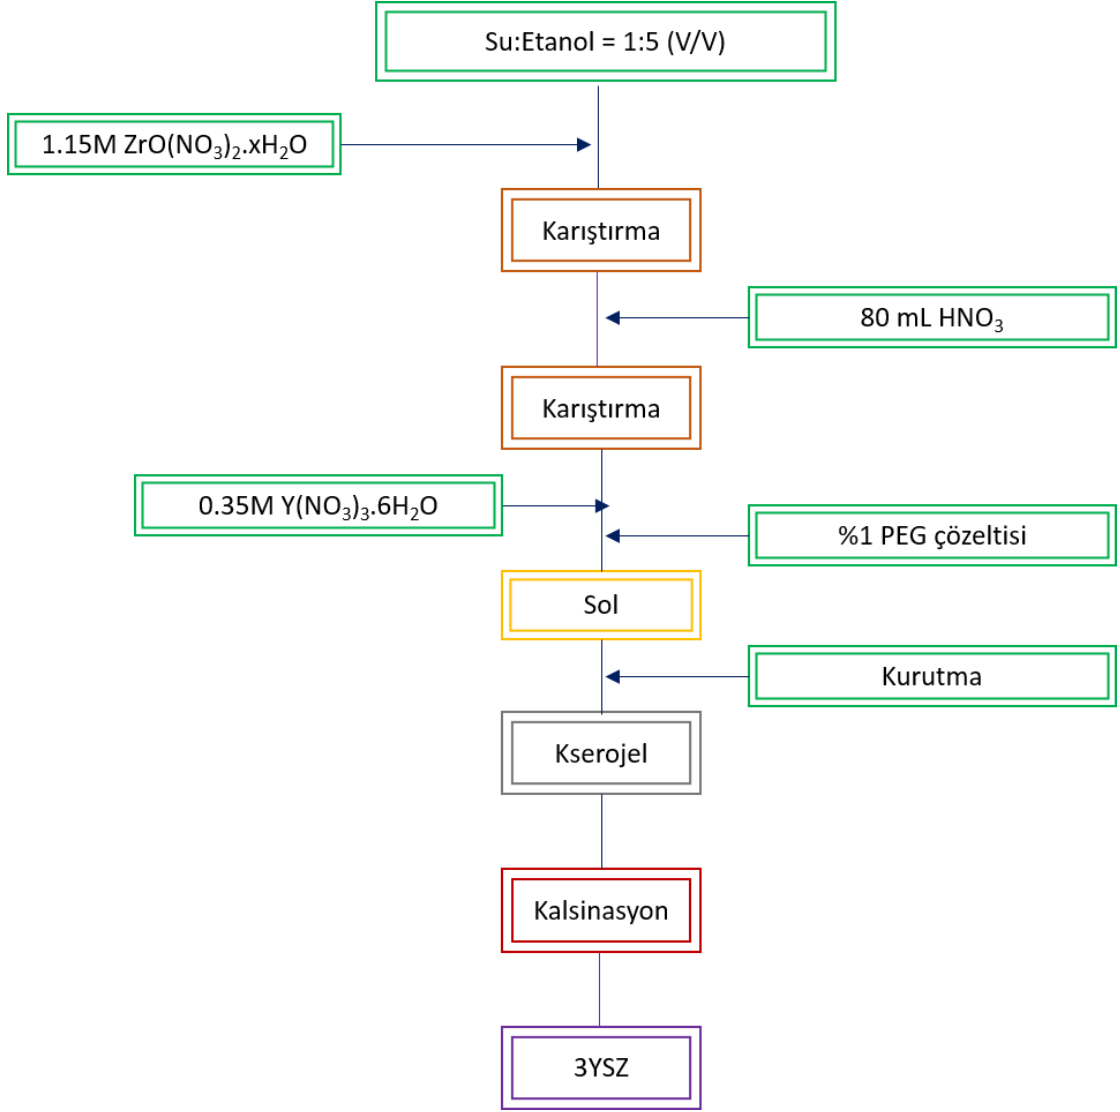 Su:Etanol = 1:5 (V/V)
1.15M ZrO(NO₃)₂.xH₂O
Karıştırma
80 mL HNO₃
Karıştırma
0.35M Y(NO₃)₃.6H₂O
%1 PEG çözeltisi
Sol
Kurutma
Kserojel
Kalsinasyon
3YSZ